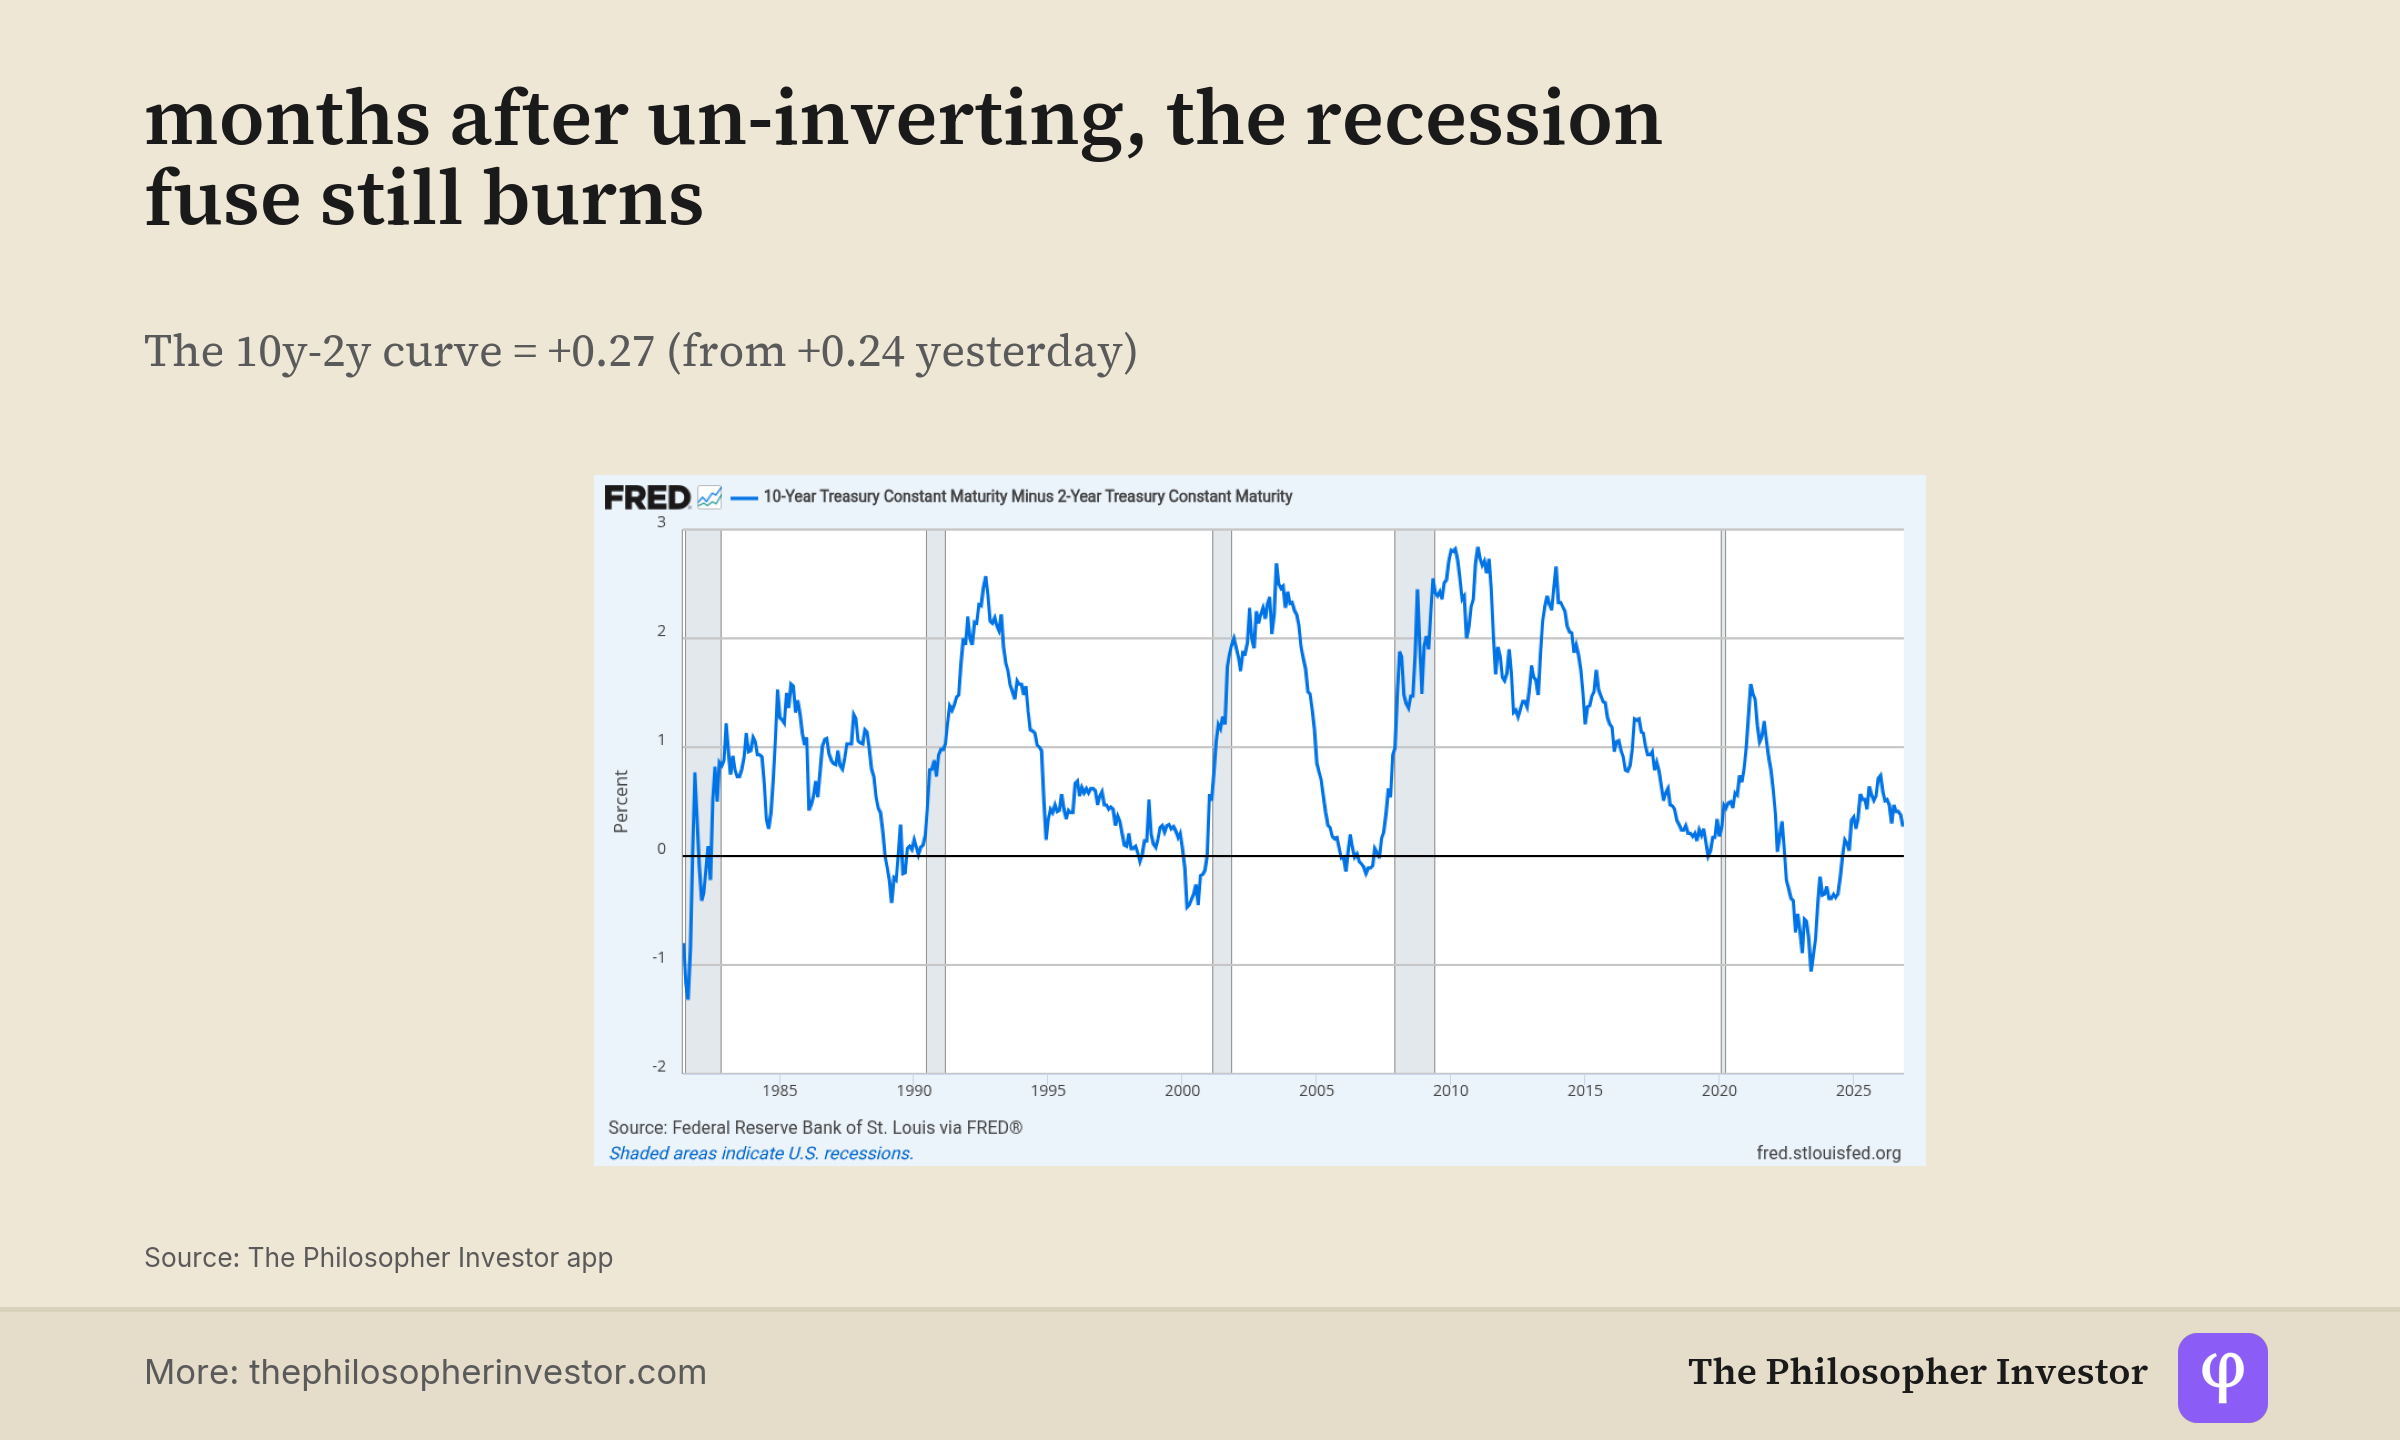 months after un-inverting, the recession
fuse still burns
The 10y-2y curve = +0.27 (from +0.24 yesterday)
FRED
10-Year Treasury Constant Maturity Minus 2-Year Treasury Constant Maturity
3
2
1
0
-1
-2
Percent
1985 1990 1995 2000 2005 2010 2015 2020 2025
Source: Federal Reserve Bank of St. Louis via FRED®
Shaded areas indicate U.S. recessions.
fred.stlouisfed.org
Source: The Philosopher Investor app
More: thephilosopherinvestor.com
The Philosopher Investor
φ